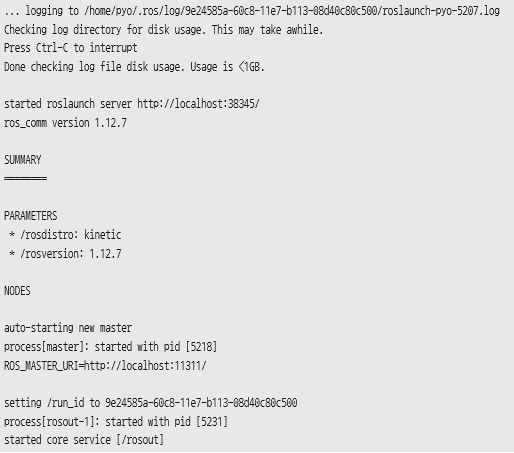 ... logging to /home/pyo/.ros/log/9e24585a-60c8-11e7-b113-08d40c80c500/roslaunch-pyo-5207.log
Checking log directory for disk usage. This may take awhile.
Press Ctrl-C to interrupt
Done checking log file disk usage. Usage is <1GB.
started roslaunch server http://localhost:38345/
ros_comm version 1.12.7
SUMMARY
========
PARAMETERS
 * /rosdistro: kinetic
 * /rosversion: 1.12.7
NODES
auto-starting new master
process[master]: started with pid [5218]
ROS_MASTER_URI=http://localhost:11311/
setting /run_id to 9e24585a-60c8-11e7-b113-08d40c80c500
process[rosout-1]: started with pid [5231]
started core service [/rosout]